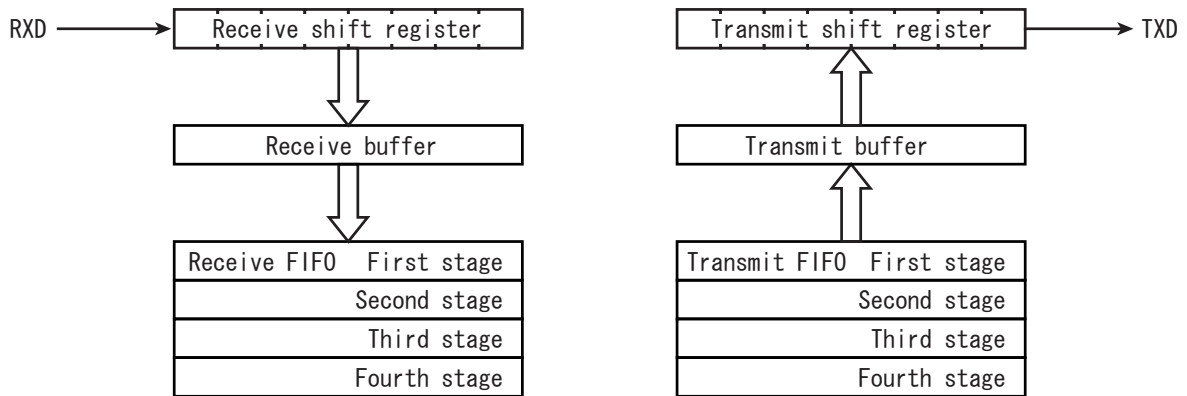 RXD
Receive shift register
Receive buffer
Receive FIFO First stage
Second stage
Third stage
Fourth stage
Transmit shift register
TXD
Transmit buffer
Transmit FIFO First stage
Second stage
Third stage
Fourth stage